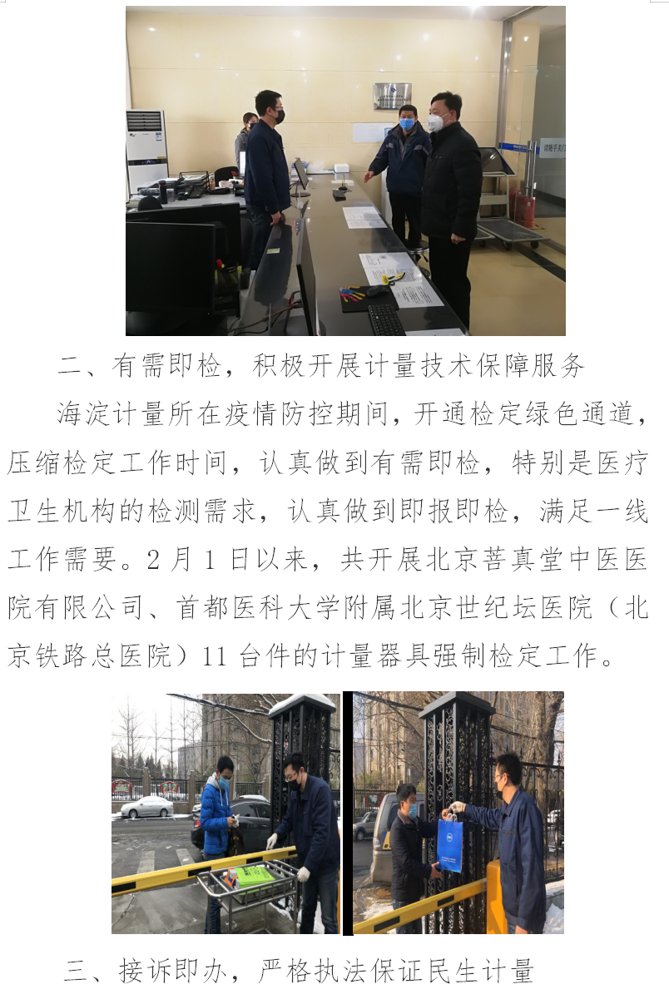 请随手关门
二、有需即检，积极开展计量技术保障服务
海淀计量所在疫情防控期间，开通检定绿色通道，
压缩检定工作时间，认真做到有需即检，特别是医疗
卫生机构的检测需求，认真做到即报即检，满足一线
工作需要。2 月 1 日以来，共开展北京菩真堂中医医
院有限公司、首都医科大学附属北京世纪坛医院（北
京铁路总医院）11 台件的计量器具强制检定工作。
三、接诉即办，严格执法保证民生计量